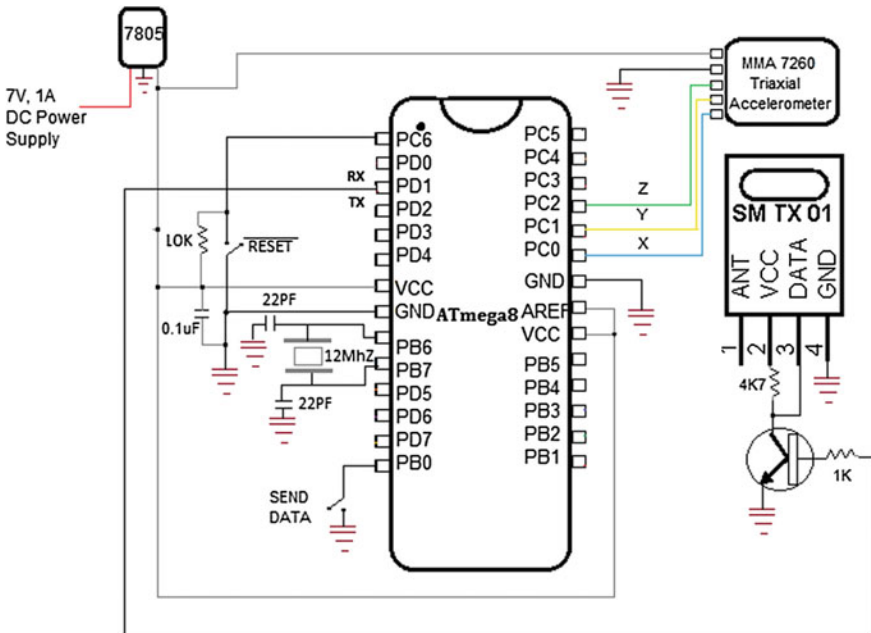 7805
7V, 1A
DC Power
Supply
MMA 7260
Triaxial
Accelerometer
PC6
PD0
RX
PD1
TX
PD2
PD3
PD4
VCC
GND
PB6
PB7
PD5
PD6
PD7
PB0
ATmega8
PC5
PC4
PC3
PC2
PC1
PC0
GND
AREF
VCC
PB5
PB4
PB3
PB2
PB1
Z
Y
X
10K
RESET
0.1uF
22PF
12MhZ
22PF
SEND
DATA
SM TX 01
ANT
VCC
DATA
GND
1
2
3
4
4K7
1K